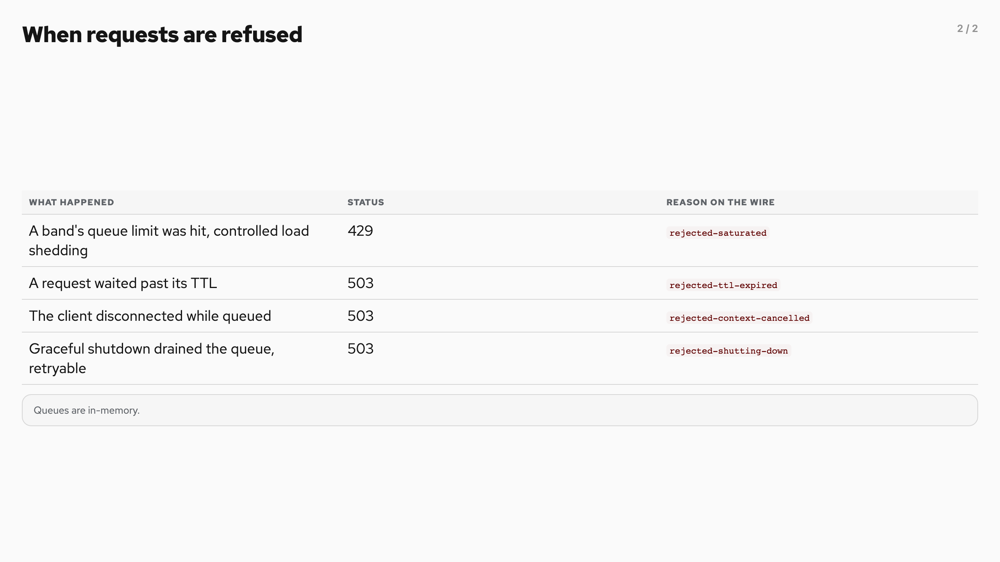 When requests are refused
2 / 2
WHAT HAPPENED STATUS REASON ON THE WIRE
A band's queue limit was hit, controlled load 429 rejected-saturated
shedding
A request waited past its TTL 503 rejected-ttl-expired
The client disconnected while queued 503 rejected-context-cancelled
Graceful shutdown drained the queue, 503 rejected-shutting-down
retryable
Queues are in-memory.